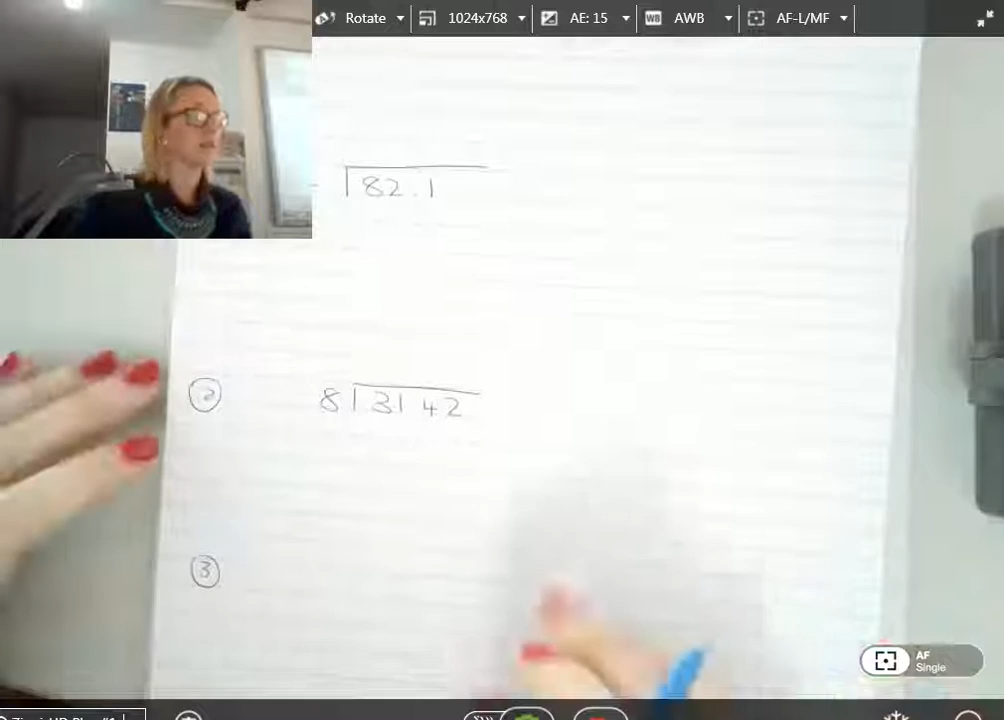 Rotate 1024x768 AE: 15 AWB AF-L/MF
82.1
② 8 3142
③
AF
Single